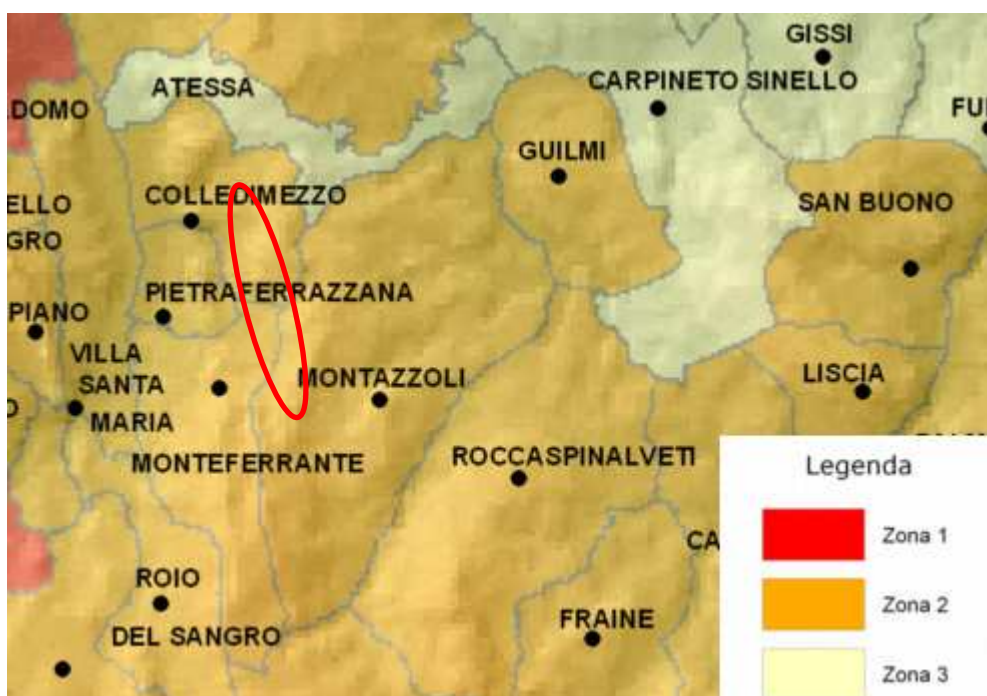 GISSI
ATESSA
CARPINETO SINELLO
DOMO
FU
GUILMI
COLLEDIMEZZO
SAN BUONO
ELLO
GRO
PIETRAFERRAZZANA
PIANO
VILLA
SANTA
MARIA
MONTAZZOLI
LISCIA
MONTEFERRANTE
ROCCASPINALVETI
Legenda
Zona 1
CA
ROIO
DEL SANGRO
FRAINE
Zona 2
Zona 3